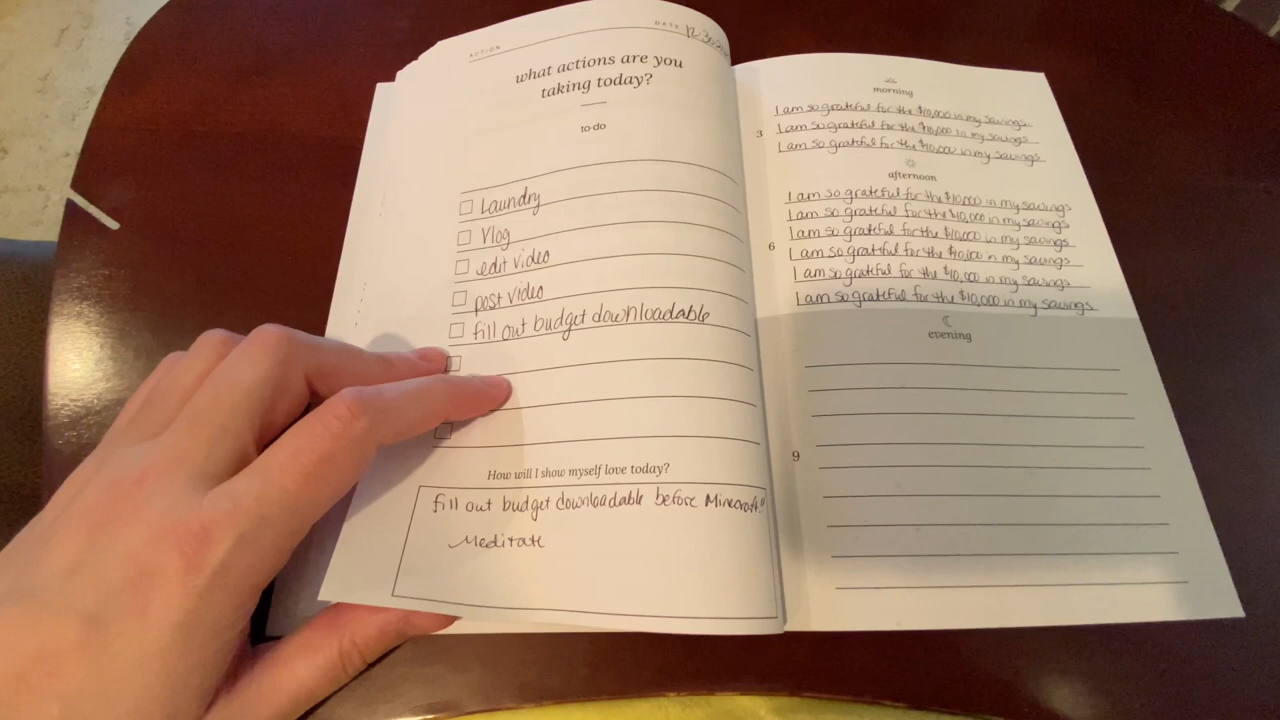 ACTION
DATE
what actions are you
taking today?
to-do
Laundry
Vlog
edit video
post video
fill out budget downloadable
How will I show myself love today?
fill out budget downloadable before Minecraft!!
Meditate
morning
I am so grateful for the $10,000 in my savings.
3
I am so grateful for the $10,000 in my savings
I am so grateful for the $10,000 in my savings
afternoon
I am so grateful for the $10,000 in my savings
I am so grateful for the $10,000 in my savings
I am so grateful for the $10,000 in my savings
6
I am so grateful for the $10,000 in my savings
I am so grateful for the $10,000 in my savings
I am so grateful for the $10,000 in my savings
evening
9